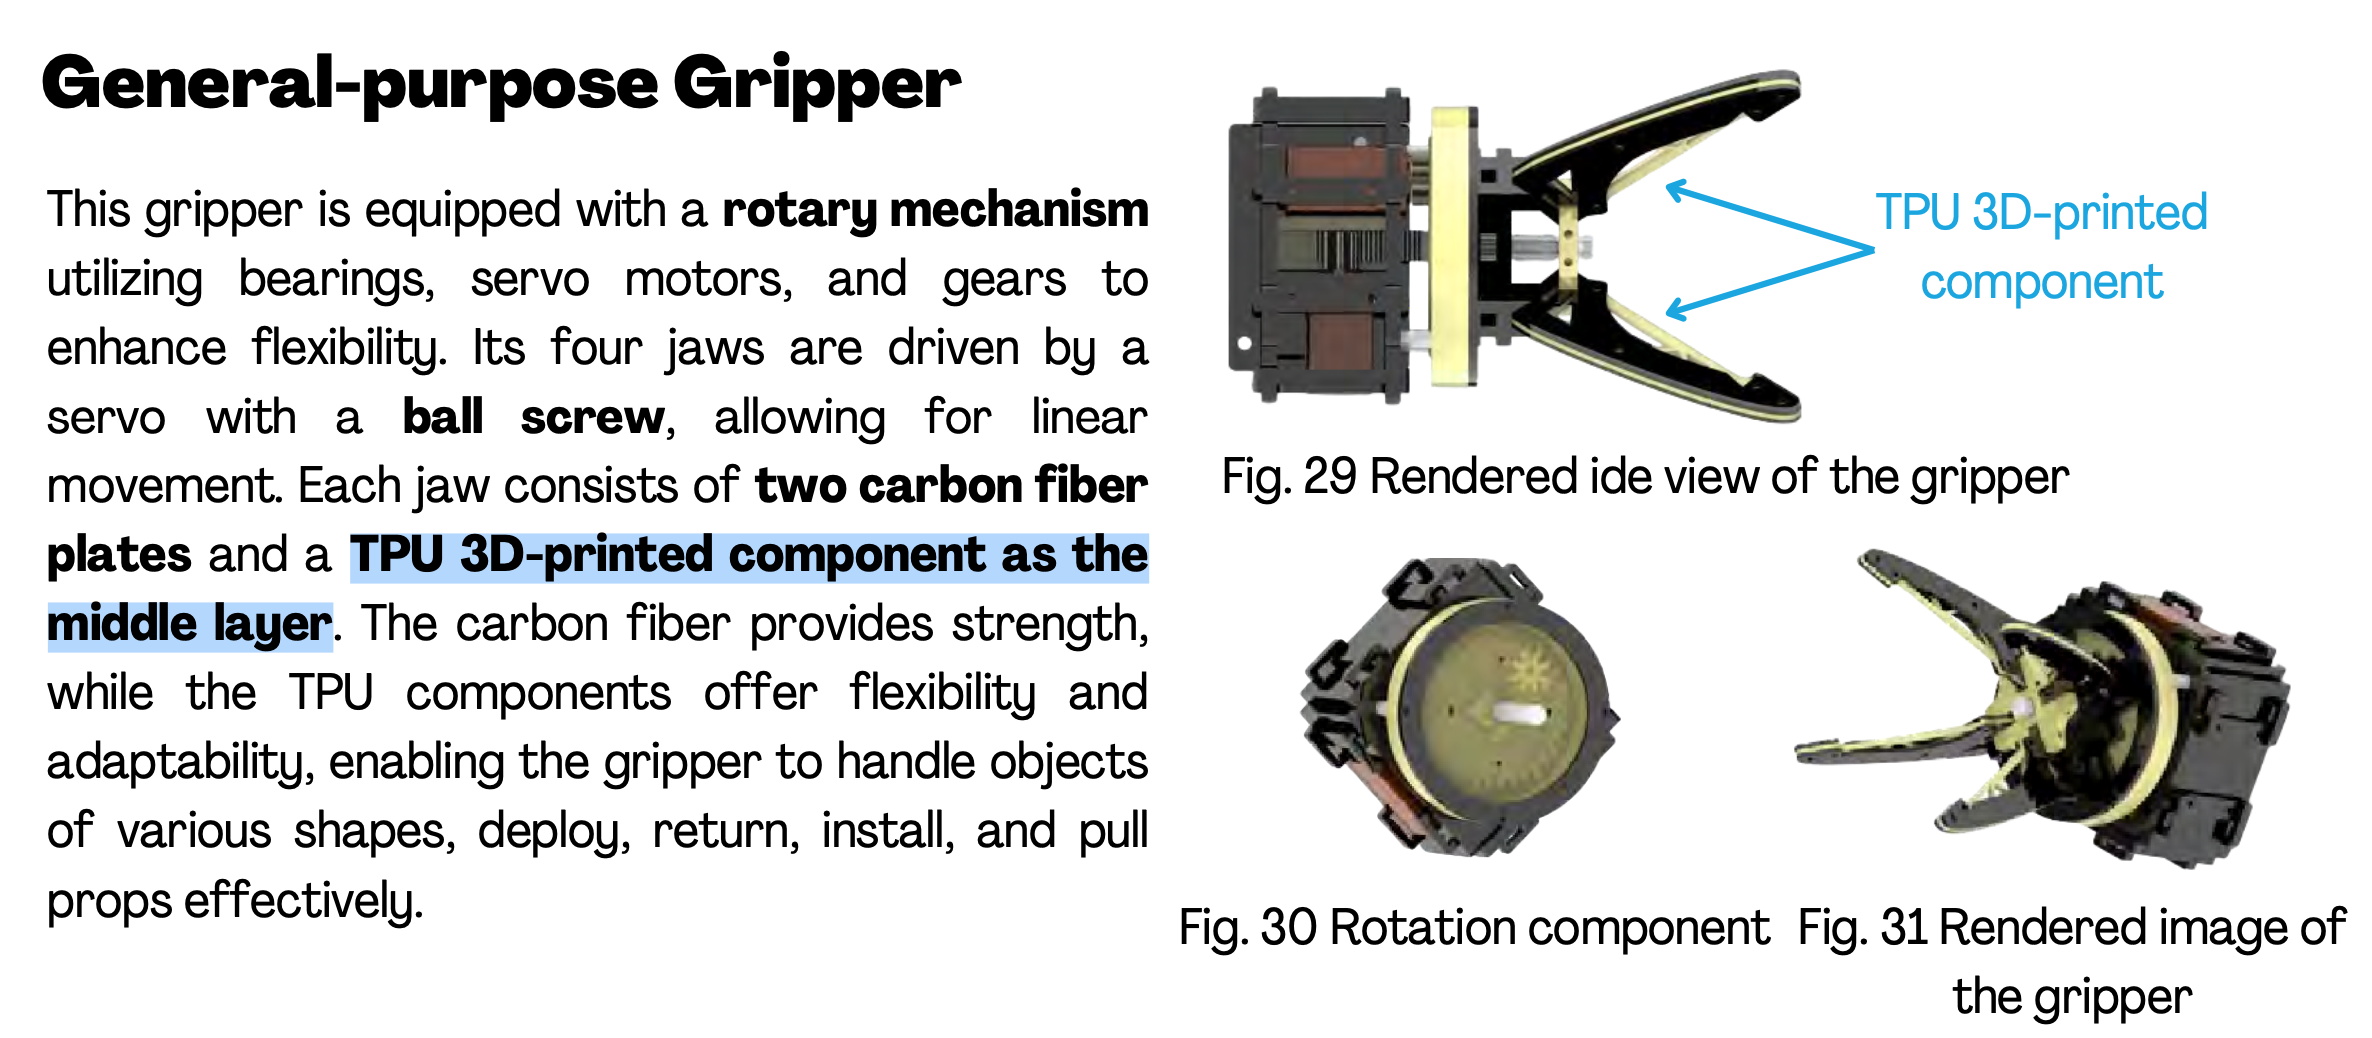 General-purpose Gripper
This gripper is equipped with a rotary mechanism
utilizing bearings, servo motors, and gears to
enhance flexibility. Its four jaws are driven by a
servo with a ball screw, allowing for linear
movement. Each jaw consists of two carbon fiber
plates and a TPU 3D-printed component as the
middle layer. The carbon fiber provides strength,
while the TPU components offer flexibility and
adaptability, enabling the gripper to handle objects
of various shapes, deploy, return, install, and pull
props effectively.
TPU 3D-printed
component
Fig. 29 Rendered ide view of the gripper
Fig. 30 Rotation component
Fig. 31 Rendered image of
the gripper